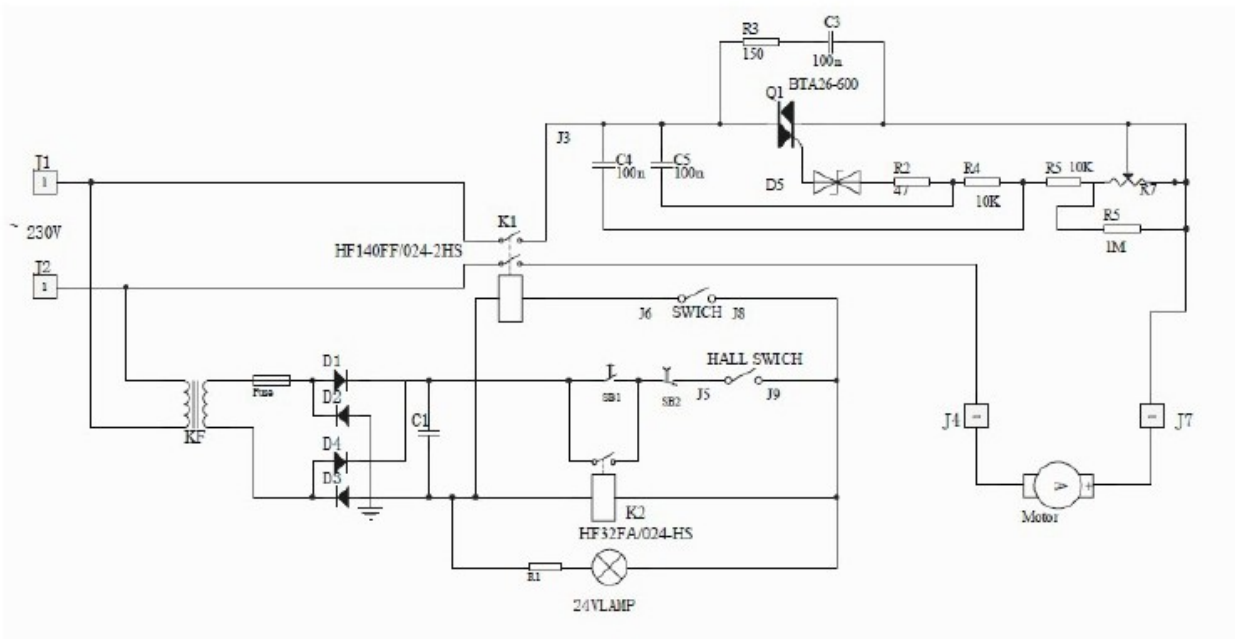 R3
150
C3
100n
BTA26-600
Q1
J3
C4
100n
C5
100n
D5
R2
47
R4
10K
R5 10K
R7
R5
1M
J1
1
~ 230V
J2
1
K1
HF140FF/024-2HS
J6 SWICH J8
HALL SWICH
D1
Fuse
D2
KF
C1
SB1
SB2
J5
J9
D4
D3
J4
J7
K2
HF32FA/024-HS
A
+
Motor
R1
24VLAMP